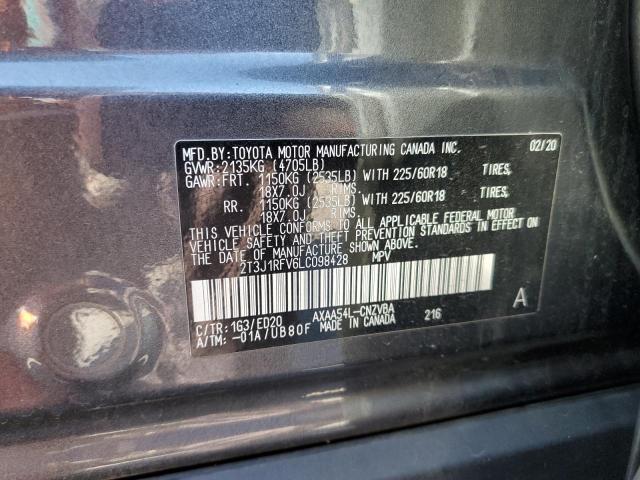 MFD.BY:TOYOTA MOTOR MANUFACTURING CANADA INC. 02/20
GVWR:2135KG (4705LB)
GAWR:FRT. 1150KG (2535LB) WITH 225/60R18 TIRES,
18X7.0J RIMS.
RR. 1150KG (2535LB) WITH 225/60R18 TIRES,
18X7.0J RIMS.
THIS VEHICLE CONFORMS TO ALL APPLICABLE FEDERAL MOTOR
VEHICLE SAFETY AND THEFT PREVENTION STANDARDS IN EFFECT ON
THE DATE OF MANUFACTURE SHOWN ABOVE.
2T3J1RFV6LC098428 MPV
A
C/TR:1G3/ED20 AXAA54L-CNZVBA 216
A/TM:-01A/UB80F MADE IN CANADA